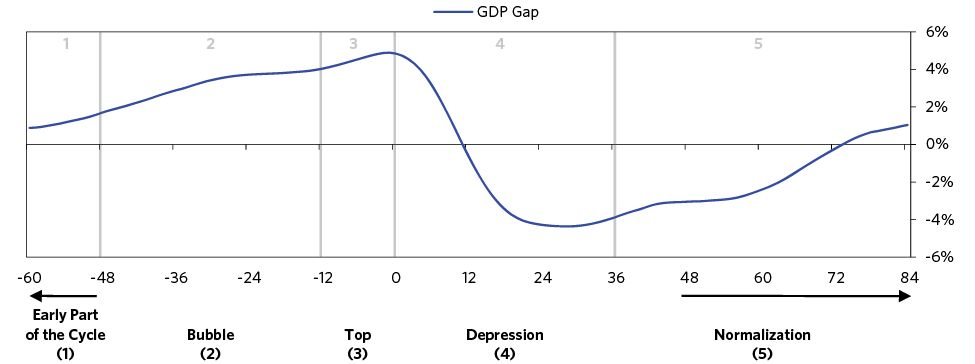 GDP Gap
1 2 3 4 5
6%
4%
2%
0%
-2%
-4%
-6%
-60 -48 -36 -24 -12 0 12 24 36 48 60 72 84
Early Part
of the Cycle Bubble Top Depression Normalization
(1) (2) (3) (4) (5)